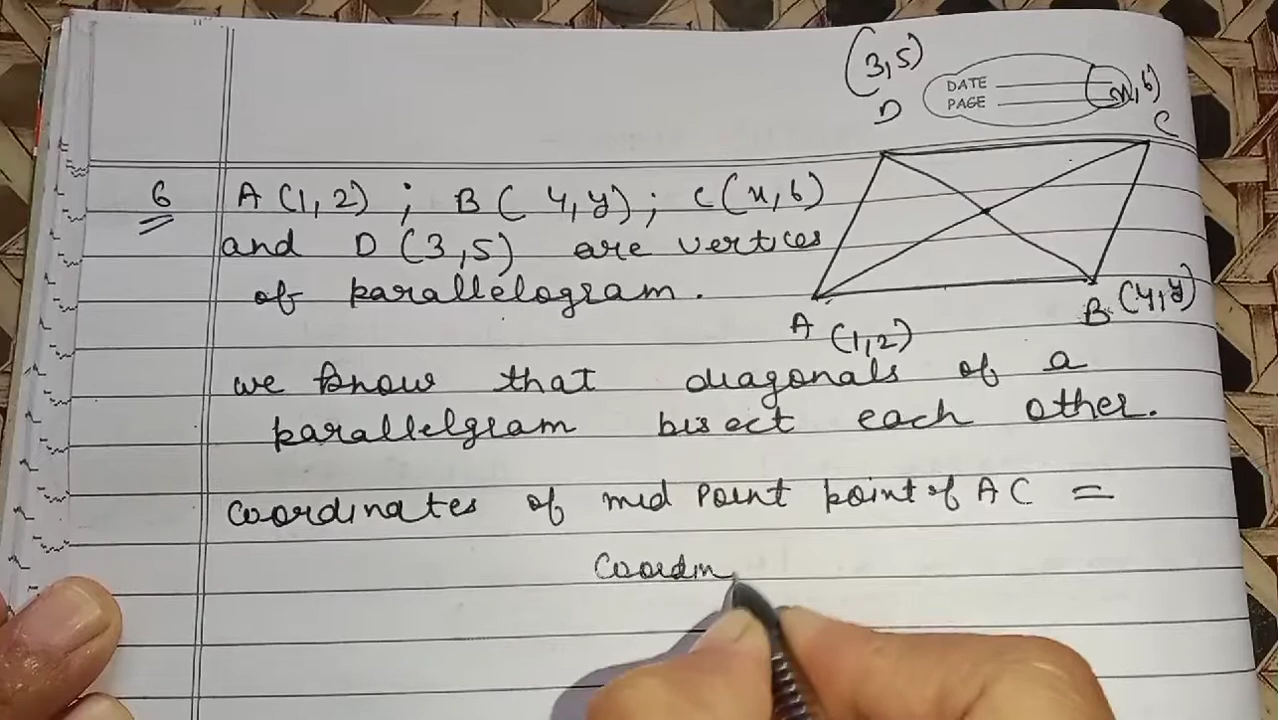 (3,5)
D
DATE
PAGE
(x,6)
C
6
A (1,2) ; B ( 4,y) ; C (x,6)
and D (3,5) are vertices
of parallelogram.
A (1,2)
B (4,y)
we know that diagonals of a
parallelgram bisect each other.
Coordinates of mid point point of AC =
Coordin